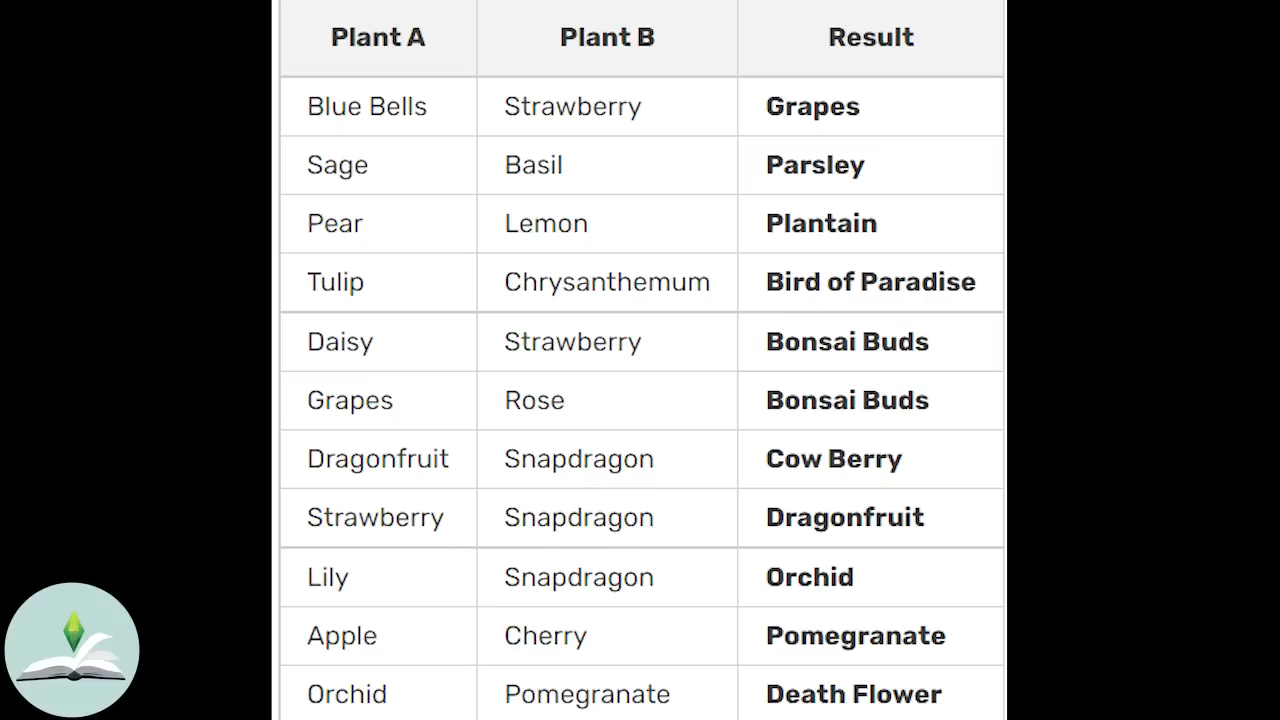 Plant A Plant B Result
Blue Bells Strawberry Grapes
Sage Basil Parsley
Pear Lemon Plantain
Tulip Chrysanthemum Bird of Paradise
Daisy Strawberry Bonsai Buds
Grapes Rose Bonsai Buds
Dragonfruit Snapdragon Cow Berry
Strawberry Snapdragon Dragonfruit
Lily Snapdragon Orchid
Apple Cherry Pomegranate
Orchid Pomegranate Death Flower